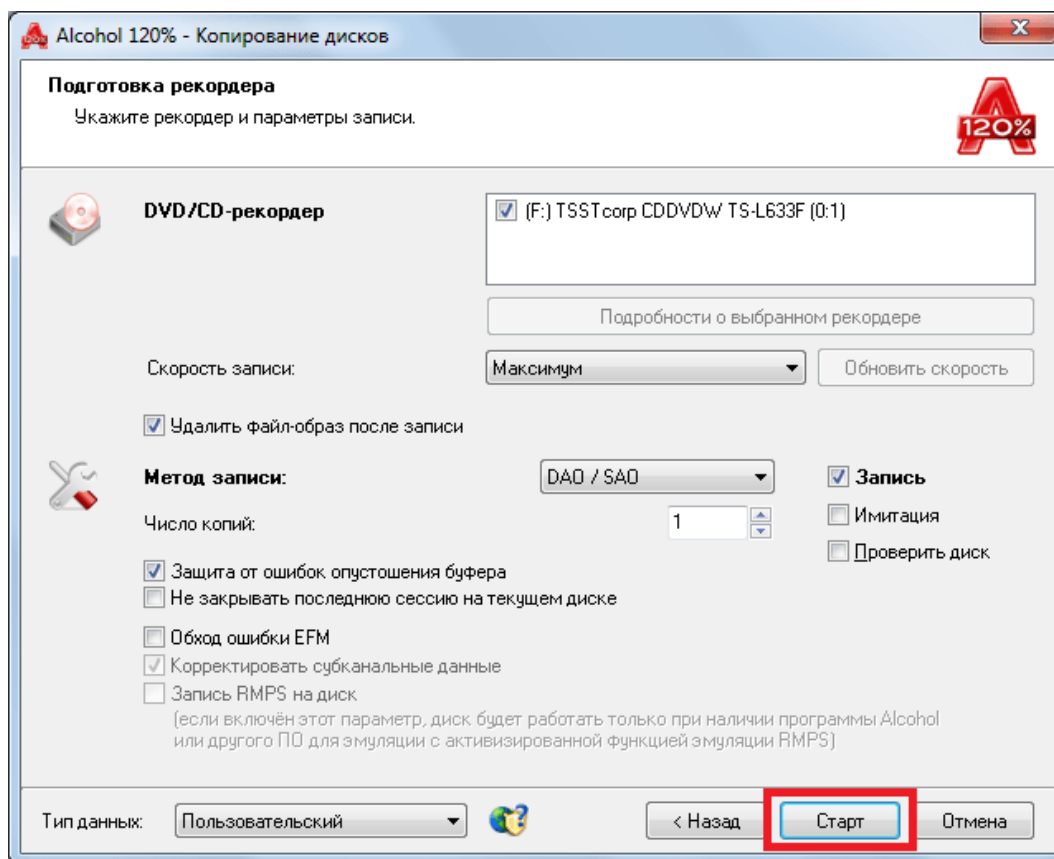 Alcohol 120% - Копирование дисков
X
Подготовка рекордера
Укажите рекордер и параметры записи.
120%
DVD/CD-рекордер
(F:) TSSTcorp CDDVDW TS-L633F (0:1)
Подробности о выбранном рекордере
Скорость записи:
Максимум
Обновить скорость
Удалить файл-образ после записи
Метод записи:
DAO / SAO
Запись
Число копий:
1
Имитация
Проверить диск
Защита от ошибок опустошения буфера
Не закрывать последнюю сессию на текущем диске
Обход ошибки EFM
Корректировать субканальные данные
Запись RMPS на диск
(если включён этот параметр, диск будет работать только при наличии программы Alcohol
или другого ПО для эмуляции с активизированной функцией эмуляции RMPS)
Тип данных:
Пользовательский
< Назад
Старт
Отмена